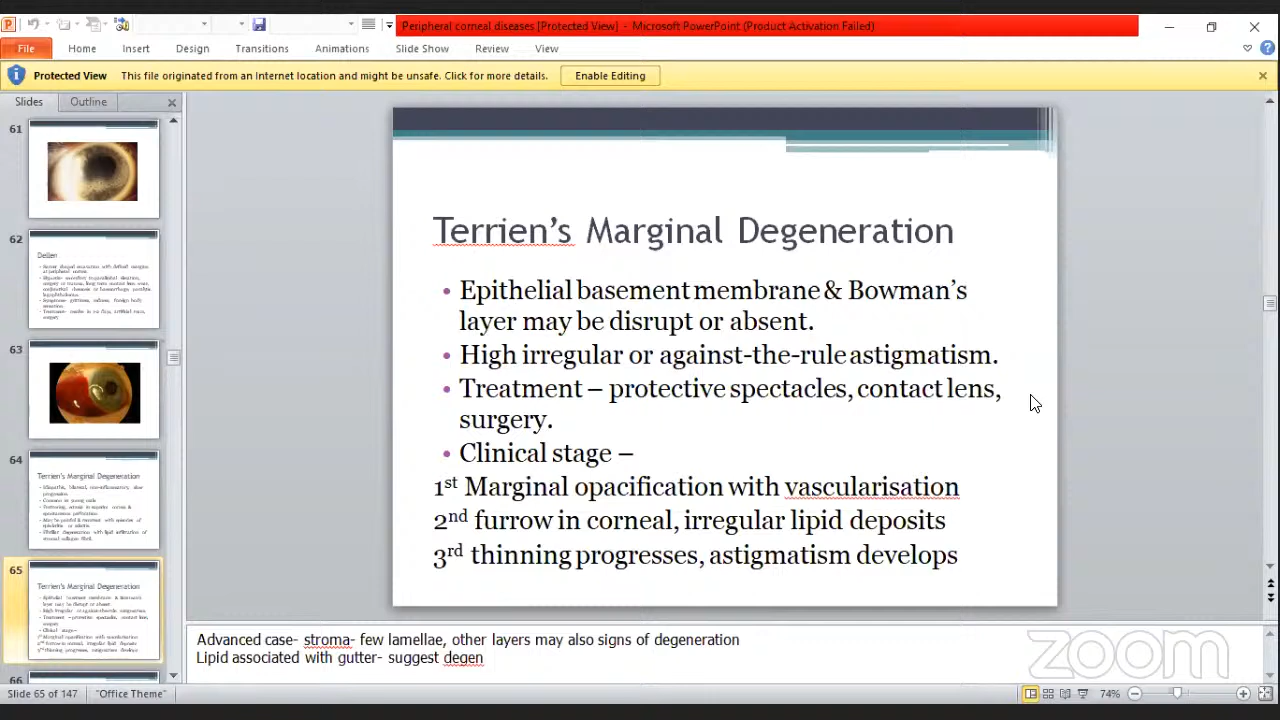 Peripheral corneal diseases [Protected View] - Microsoft PowerPoint (Product Activation Failed)
File Home Insert Design Transitions Animations Slide Show Review View
Protected View This file originated from an Internet location and might be unsafe. Click for more details. Enable Editing
Slides Outline
61
62
Dellen
63
64
Terrien's Marginal Degeneration
65
Terrien's Marginal Degeneration
66
Terrien's Marginal Degeneration
• Epithelial basement membrane & Bowman's
layer may be disrupt or absent.
• High irregular or against-the-rule astigmatism.
• Treatment – protective spectacles, contact lens,
surgery.
• Clinical stage –
1st Marginal opacification with vascularisation
2nd furrow in corneal, irregular lipid deposits
3rd thinning progresses, astigmatism develops
Advanced case- stroma- few lamellae, other layers may also signs of degeneration
Lipid associated with gutter- suggest degen
zoom
Slide 65 of 147 "Office Theme" 74%